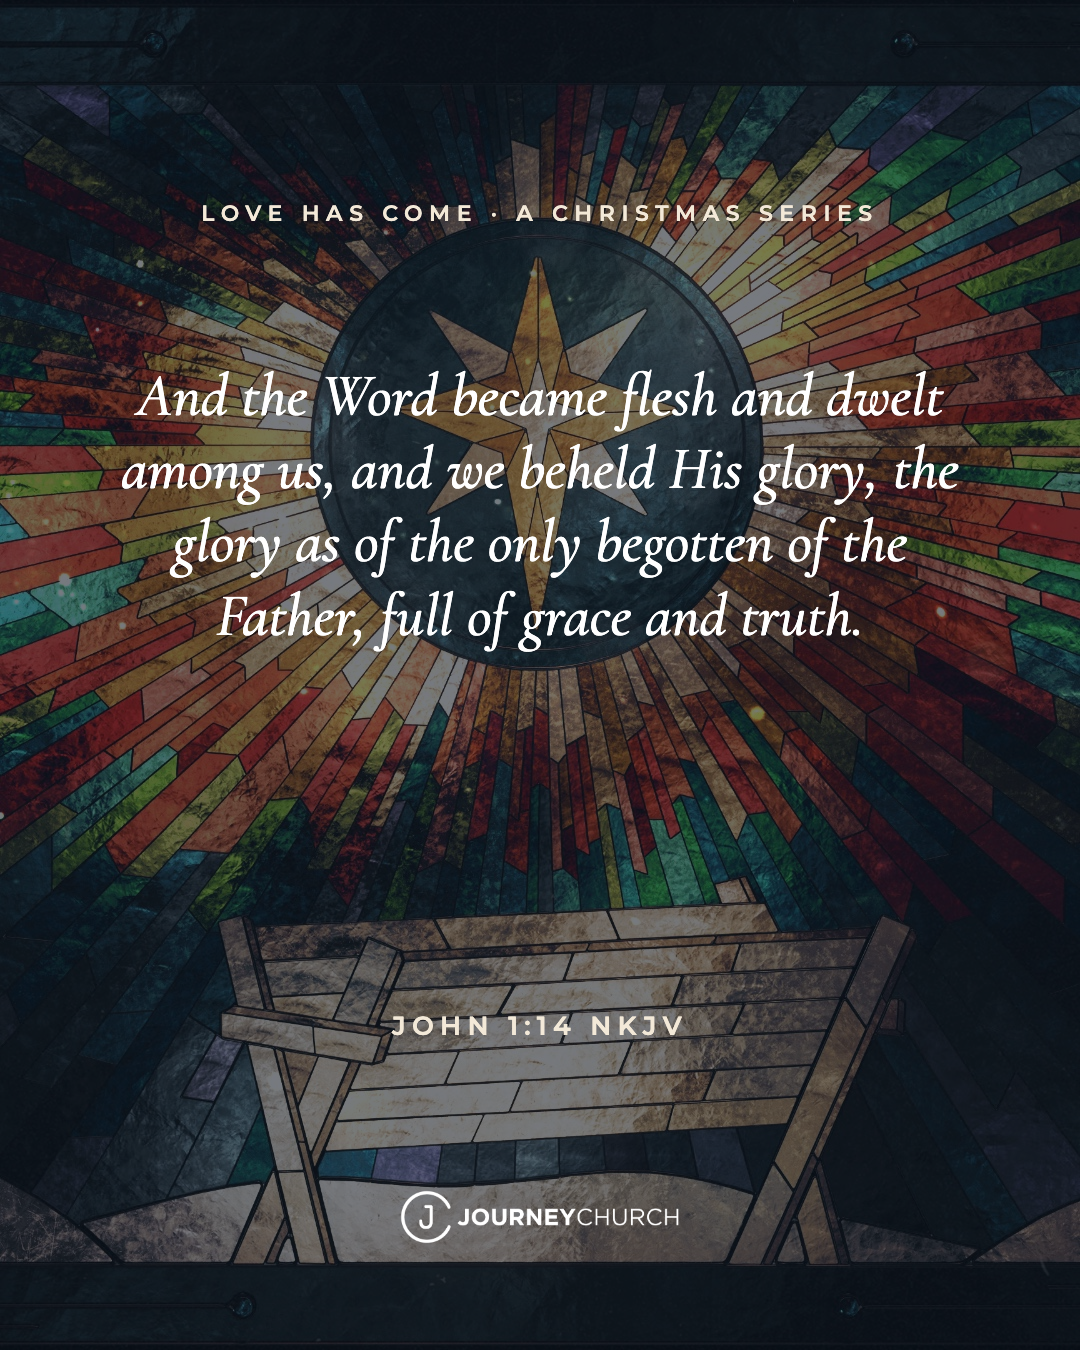 LOVE HAS COME · A CHRISTMAS SERIES
And the Word became flesh and dwelt
among us, and we beheld His glory, the
glory as of the only begotten of the
Father, full of grace and truth.
JOHN 1:14 NKJV
J JOURNEYCHURCH